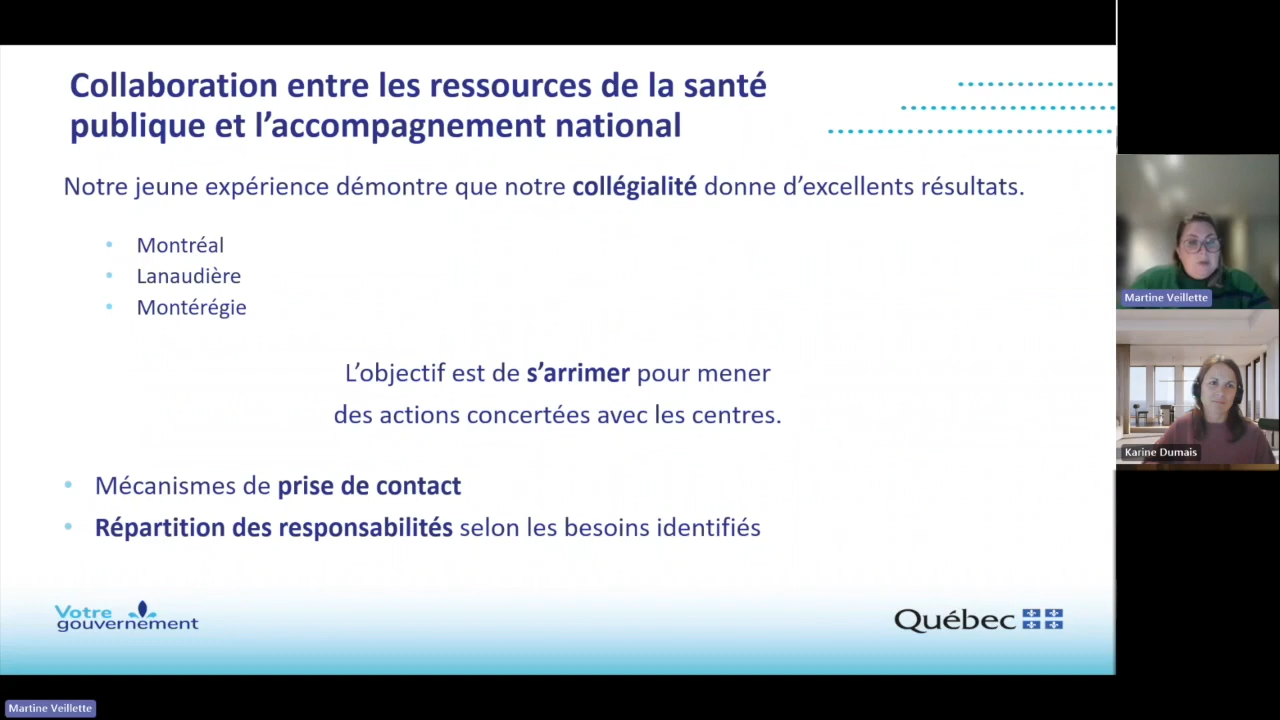 Collaboration entre les ressources de la santé
publique et l’accompagnement national
Notre jeune expérience démontre que notre collégialité donne d’excellents résultats.
• Montréal
• Lanaudière
• Montérégie
L’objectif est de s’arrimer pour mener
des actions concertées avec les centres.
• Mécanismes de prise de contact
• Répartition des responsabilités selon les besoins identifiés
Votre
gouvernement
Québec
Martine Veillette
Karine Dumais
Martine Veillette